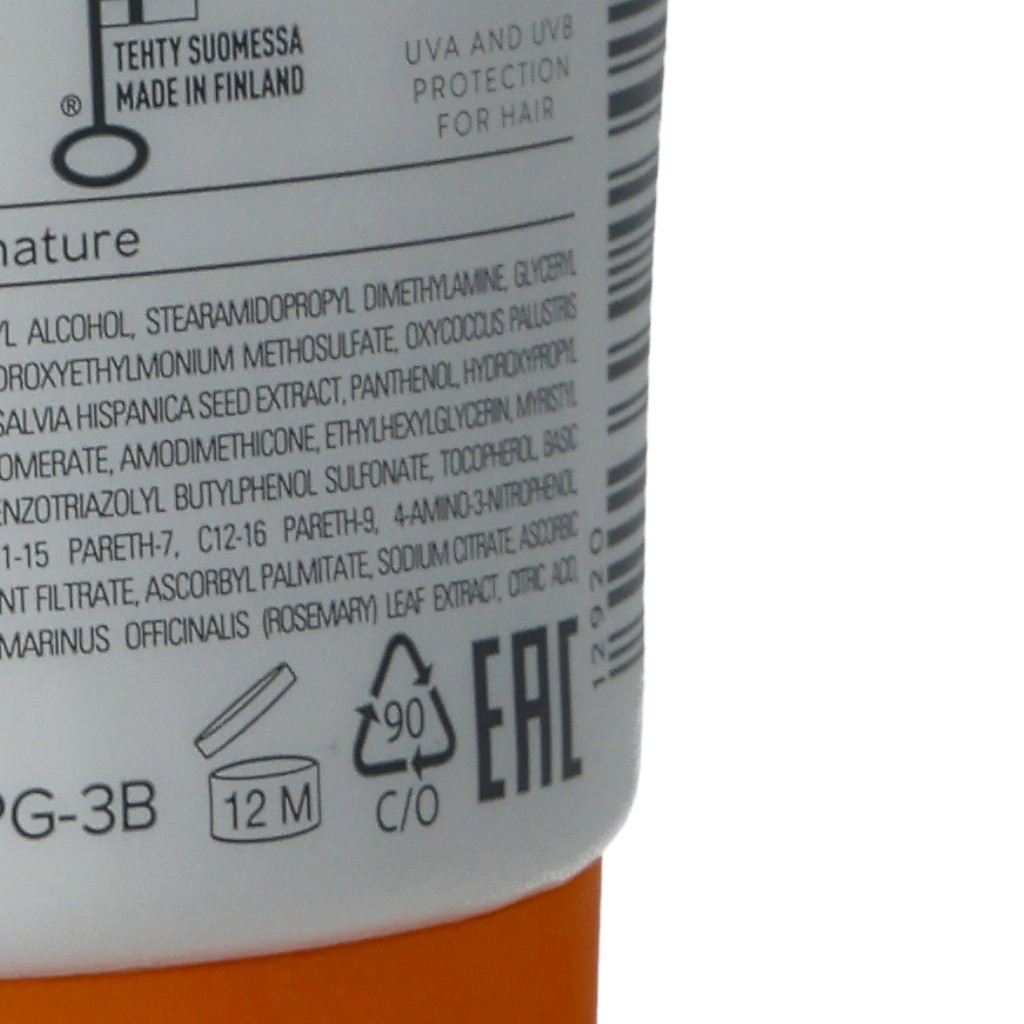 TEHTY SUOMESSA
MADE IN FINLAND
®
UVA AND UVB
PROTECTION
FOR HAIR
nature
YL ALCOHOL, STEARAMIDOPROPYL DIMETHYLAMINE, GLYCERYL
DROXYETHYLMONIUM METHOSULFATE, OXYCOCCUS PALUSTRIS
SALVIA HISPANICA SEED EXTRACT, PANTHENOL, HYDROXYPROPYL
OMERATE, AMODIMETHICONE, ETHYLHEXYLGLYCERIN, MYRISTYL
ENZOTRIAZOLYL BUTYLPHENOL SULFONATE, TOCOPHEROL, BASIC
1-15 PARETH-7, C12-16 PARETH-9, 4-AMINO-3-NITROPHENOL,
NT FILTRATE, ASCORBYL PALMITATE, SODIUM CITRATE, ASCORBIC
MARINUS OFFICINALIS (ROSEMARY) LEAF EXTRACT, CITRIC ACID,
PG-3B
12 M
90
C/O
EAC
129220